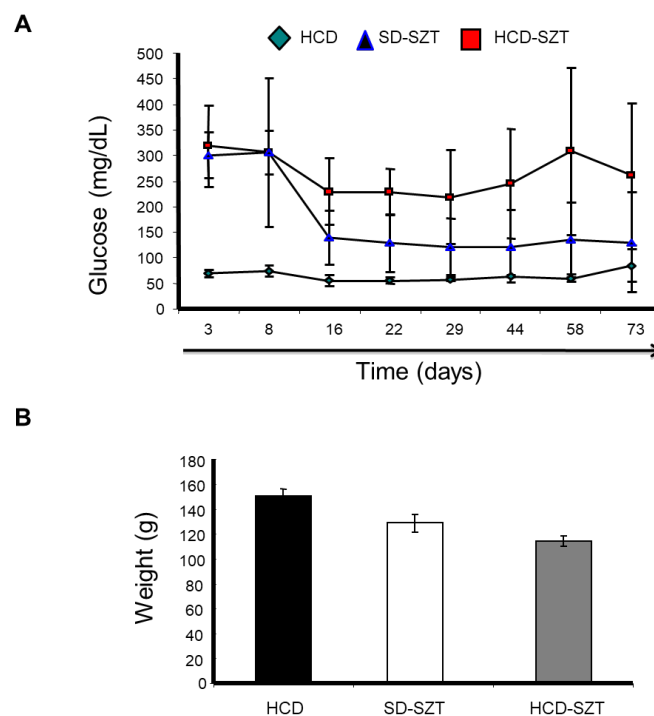 A
HCD SD-SZT HCD-SZT
500
450
400
350
300
250
200
150
100
50
0
Glucose (mg/dL)
3 8 16 22 29 44 58 73
Time (days)
B
180
160
140
120
100
80
60
40
20
0
Weight (g)
HCD SD-SZT HCD-SZT